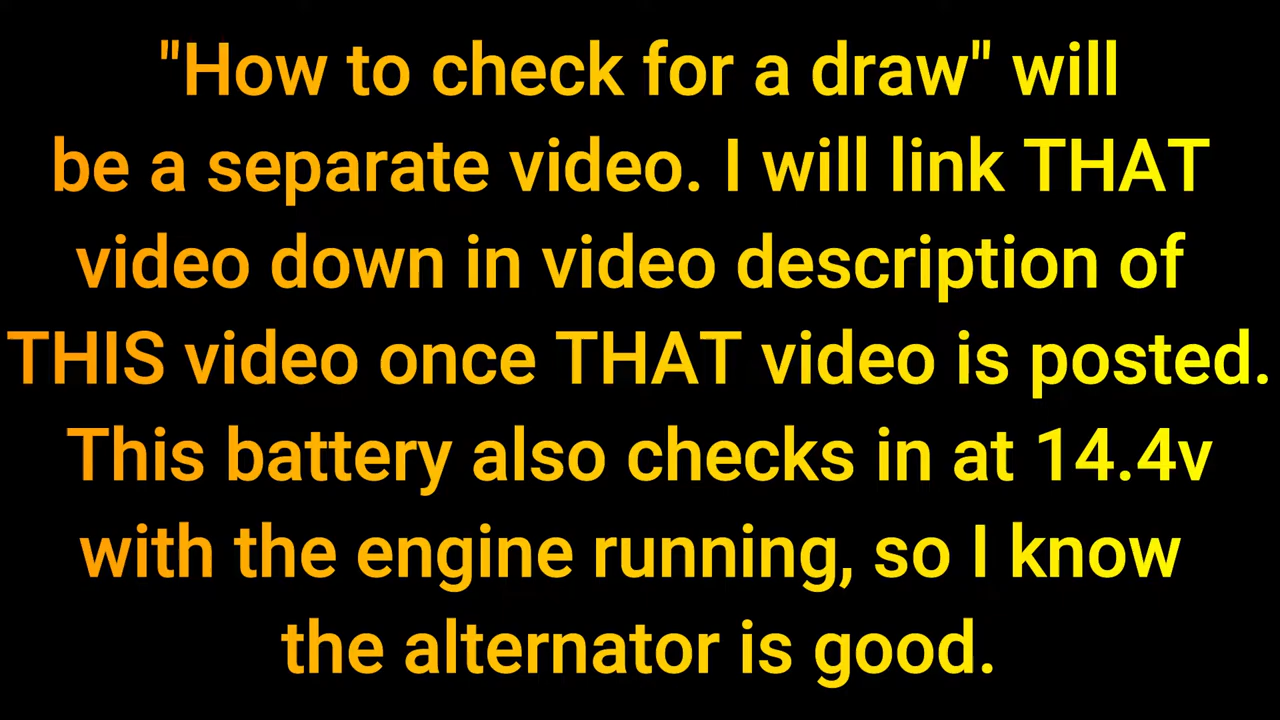 "How to check for a draw" will
be a separate video. I will link THAT
video down in video description of
THIS video once THAT video is posted.
This battery also checks in at 14.4v
with the engine running, so I know
the alternator is good.